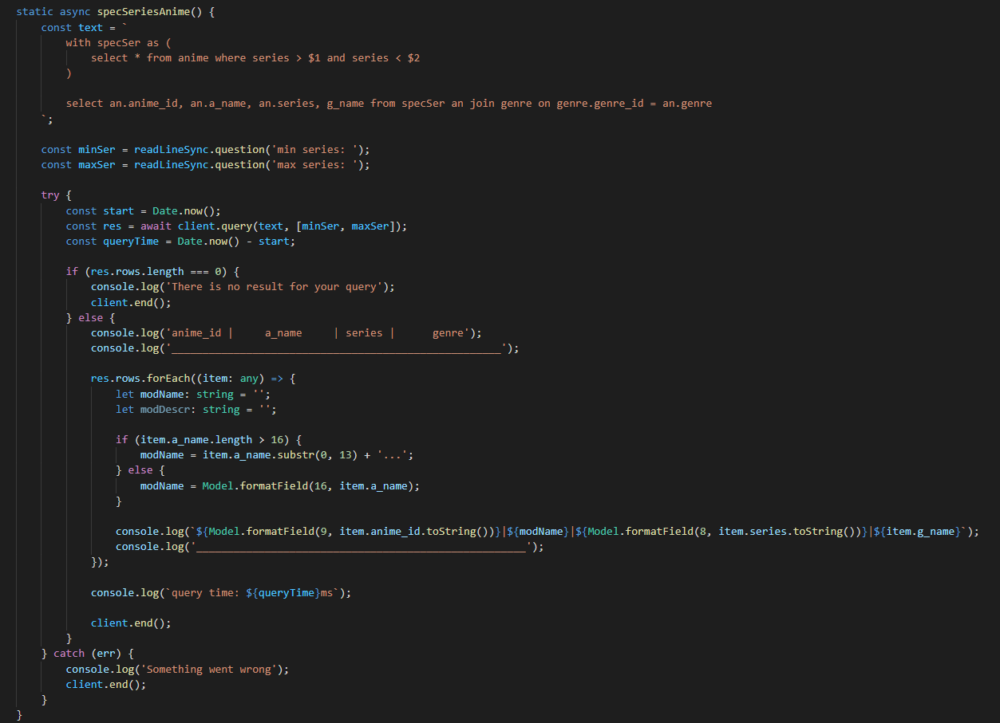 static async specSeriesAnime() {
    const text = `
        with specSer as (
            select * from anime where series > $1 and series < $2
        )

        select an.anime_id, an.a_name, an.series, g_name from specSer an join genre on genre.genre_id = an.genre
    `;

    const minSer = readLineSync.question('min series: ');
    const maxSer = readLineSync.question('max series: ');

    try {
        const start = Date.now();
        const res = await client.query(text, [minSer, maxSer]);
        const queryTime = Date.now() - start;

        if (res.rows.length === 0) {
            console.log('There is no result for your query');
            client.end();
        } else {
            console.log('anime_id |     a_name     | series |      genre');
            console.log('_____________________________________________________');

            res.rows.forEach((item: any) => {
                let modName: string = '';
                let modDescr: string = '';

                if (item.a_name.length > 16) {
                    modName = item.a_name.substr(0, 13) + '...';
                } else {
                    modName = Model.formatField(16, item.a_name);
                }

                console.log(`${Model.formatField(9, item.anime_id.toString())}|${modName}|${Model.formatField(8, item.series.toString())}|${item.g_name}`);
                console.log('_____________________________________________________');
            });

            console.log(`query time: ${queryTime}ms`);

            client.end();
        }
    } catch (err) {
        console.log('Something went wrong');
        client.end();
    }
}